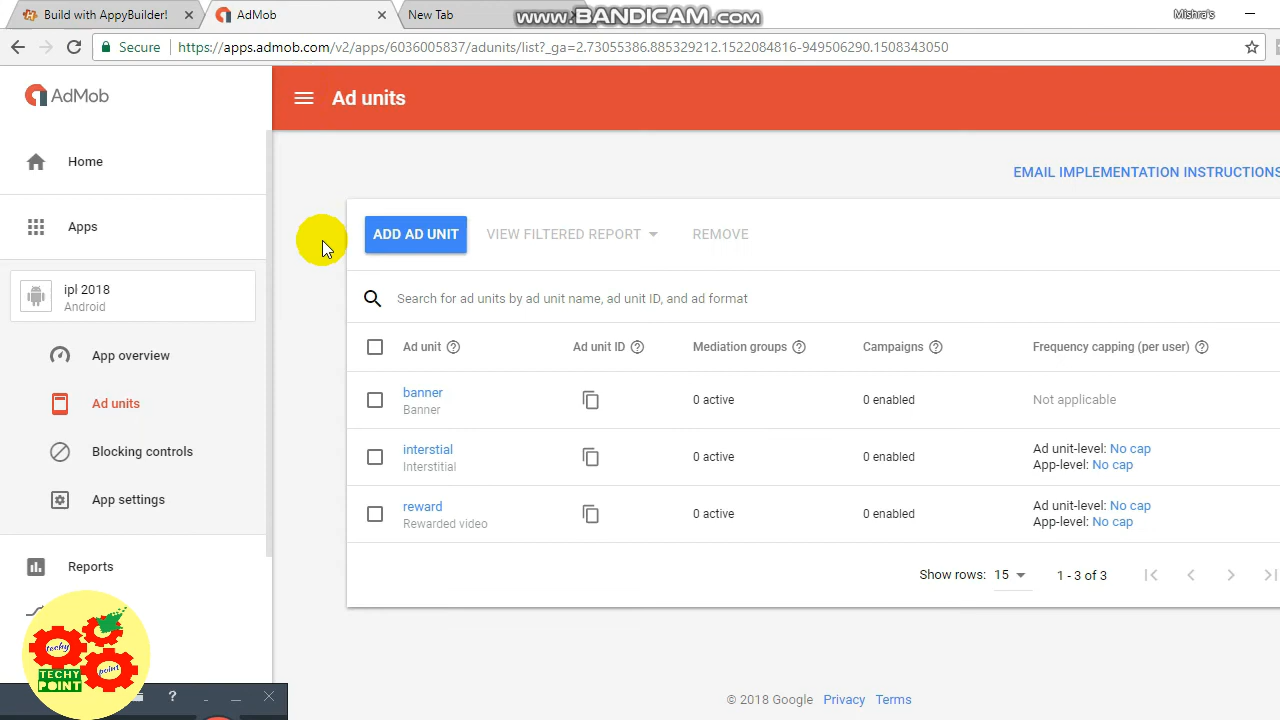 Build with AppyBuilder!
AdMob
New Tab
www.BANDICAM.com
Mishra's
Secure
https://apps.admob.com/v2/apps/6036005837/adunits/list?_ga=2.73055386.885329212.1522084816-549506290.1508343050
AdMob
Ad units
Home
EMAIL IMPLEMENTATION INSTRUCTIONS
Apps
ADD AD UNIT
VIEW FILTERED REPORT
REMOVE
ipl 2018
Android
Search for ad units by ad unit name, ad unit ID, and ad format
App overview
Ad units
Blocking controls
App settings
Reports
Ad unit ?
Ad unit ID ?
Mediation groups ?
Campaigns ?
Frequency capping (per user) ?
banner
Banner
0 active
0 enabled
Not applicable
interstial
Interstitial
0 active
0 enabled
Ad unit-level: No cap
App-level: No cap
reward
Rewarded video
0 active
0 enabled
Ad unit-level: No cap
App-level: No cap
Show rows: 15
1 - 3 of 3
techy
point
TECHY
POINT
?
© 2018 Google
Privacy
Terms